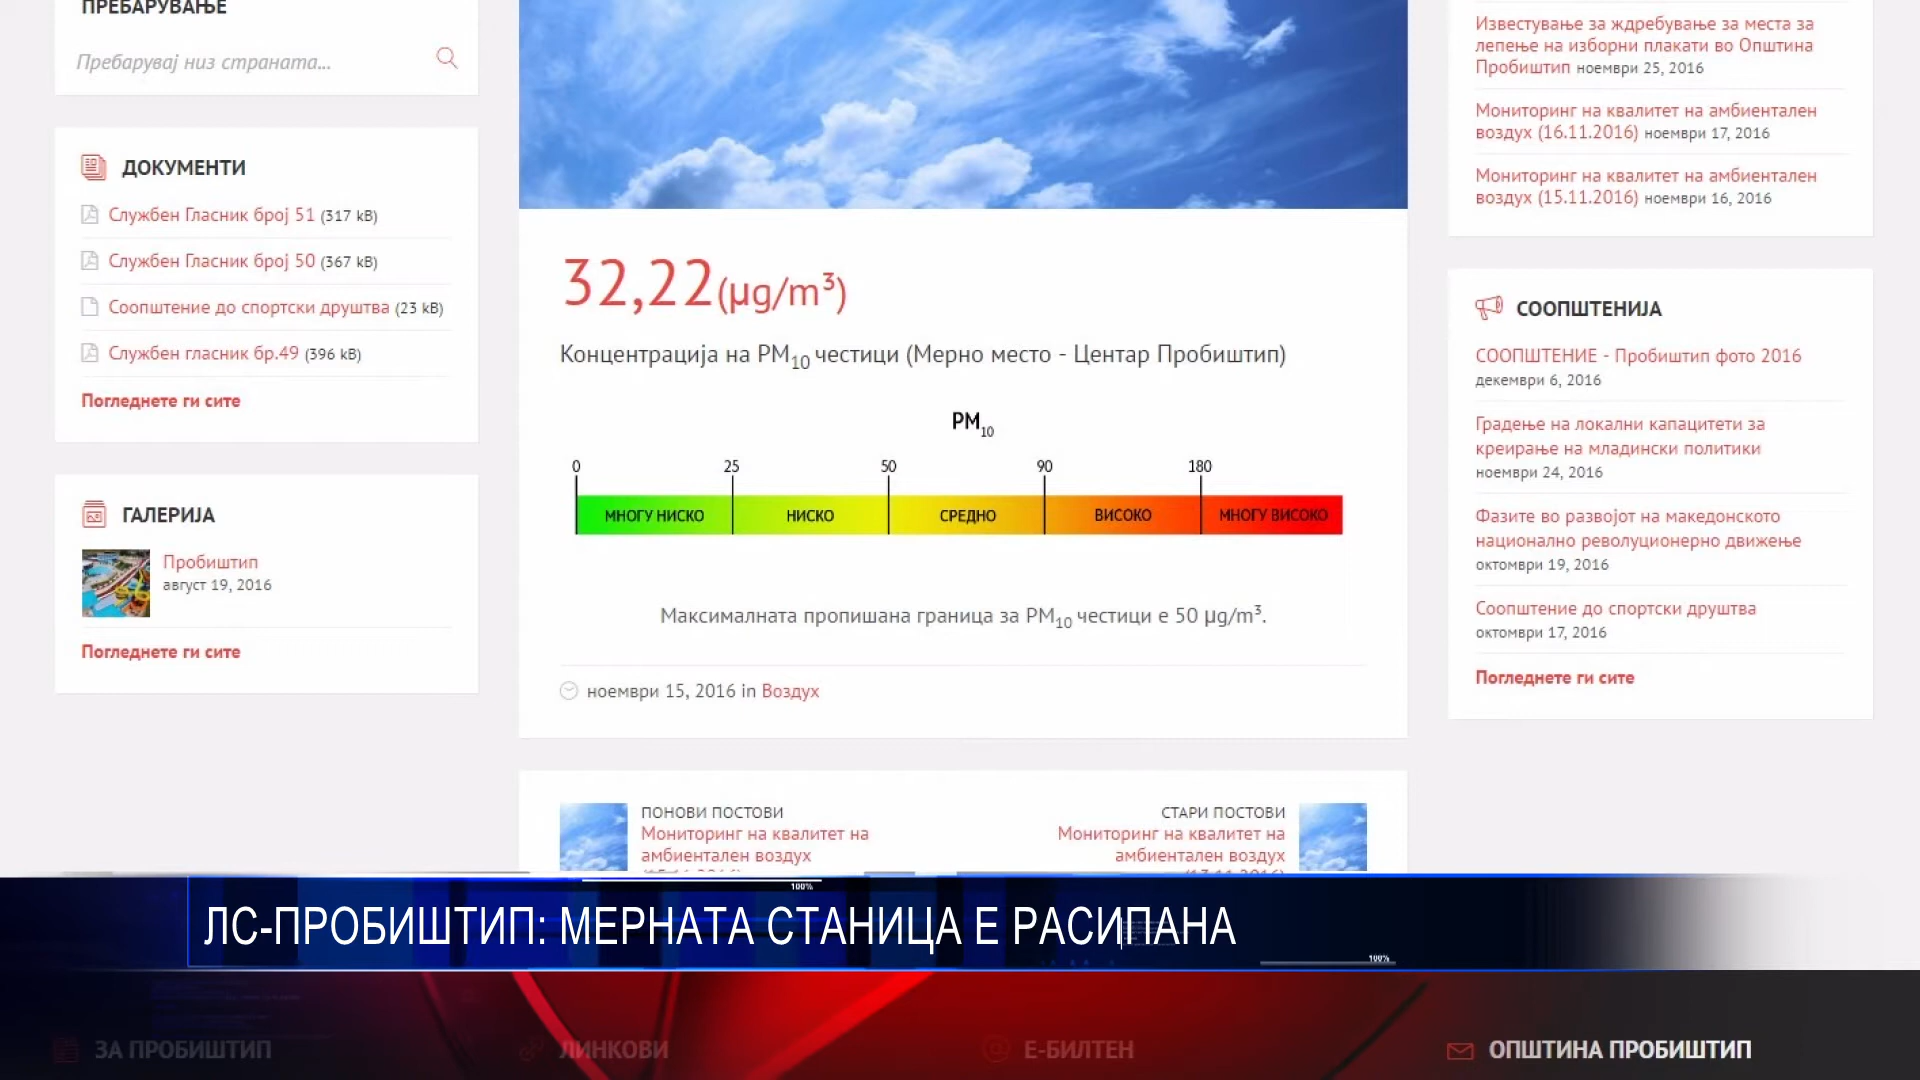 ПРЕБАРУВАЊЕ
Пребарувај низ страната...
ДОКУМЕНТИ
Службен Гласник број 51 (317 kB)
Службен Гласник број 50 (367 kB)
Соопштение до спортски друштва (23 kB)
Службен гласник бр.49 (396 kB)
Погледнете ги сите
ГАЛЕРИЈА
Пробиштип
август 19, 2016
Погледнете ги сите
32,22(µg/m³)
Концентрација на PM10 честици (Мерно место - Центар Пробиштип)
PM10
0 25 50 90 180
МНОГУ НИСКО НИСКО СРЕДНО ВИСОКО МНОГУ ВИСОКО
Максималната пропишана граница за PM10 честици е 50 µg/m³.
ноември 15, 2016 in Воздух
ПОНОВИ ПОСТОВИ
Мониторинг на квалитет на
амбиентален воздух
СТАРИ ПОСТОВИ
Мониторинг на квалитет на
амбиентален воздух
Известување за ждребување за места за
лепење на изборни плакати во Општина
Пробиштип ноември 25, 2016
Мониторинг на квалитет на амбиентален
воздух (16.11.2016) ноември 17, 2016
Мониторинг на квалитет на амбиентален
воздух (15.11.2016) ноември 16, 2016
СООПШТЕНИЈА
СООПШТЕНИЕ - Пробиштип фото 2016
декември 6, 2016
Градење на локални капацитети за
креирање на младински политики
ноември 24, 2016
Фазите во развојот на македонското
национално револуционерно движење
октомври 19, 2016
Соопштение до спортски друштва
октомври 17, 2016
Погледнете ги сите
100%
ЛС-ПРОБИШТИП: МЕРНАТА СТАНИЦА Е РАСИПАНА
100%
ЗА ПРОБИШТИП
ЛИНКОВИ
Е-БИЛТЕН
ОПШТИНА ПРОБИШТИП